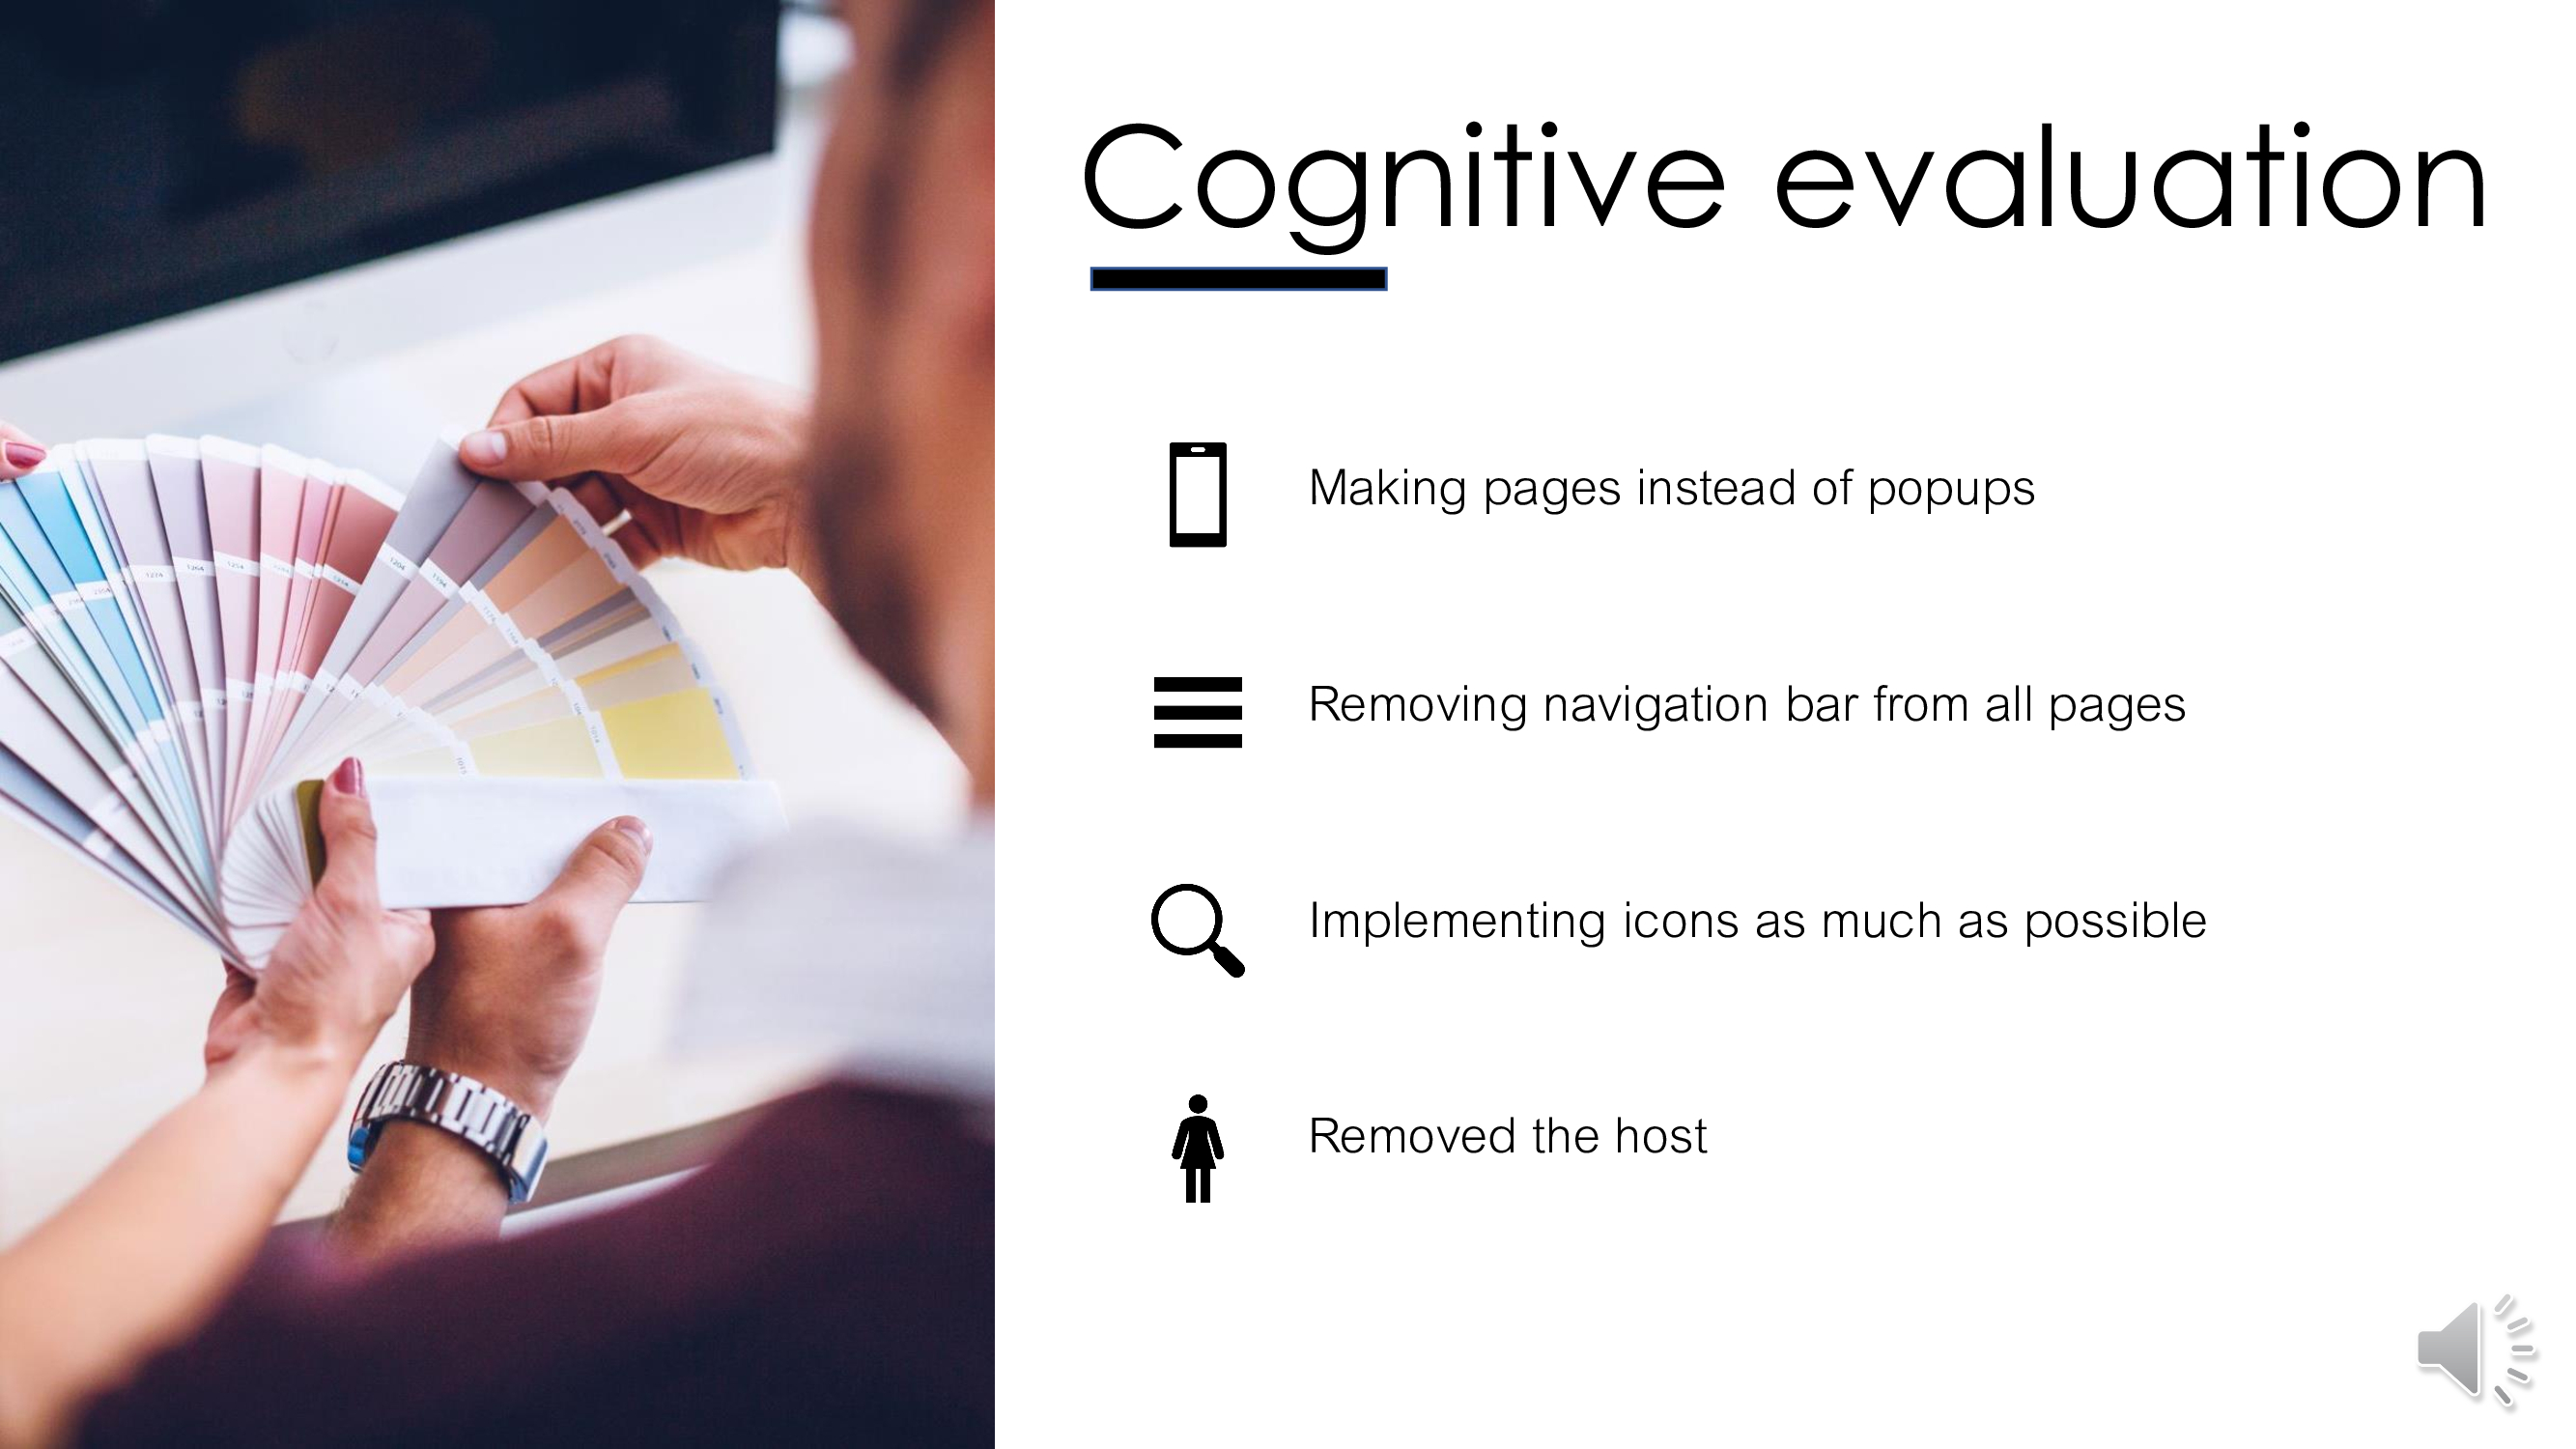 Cognitive evaluation
Making pages instead of popups
Removing navigation bar from all pages
Implementing icons as much as possible
Removed the host